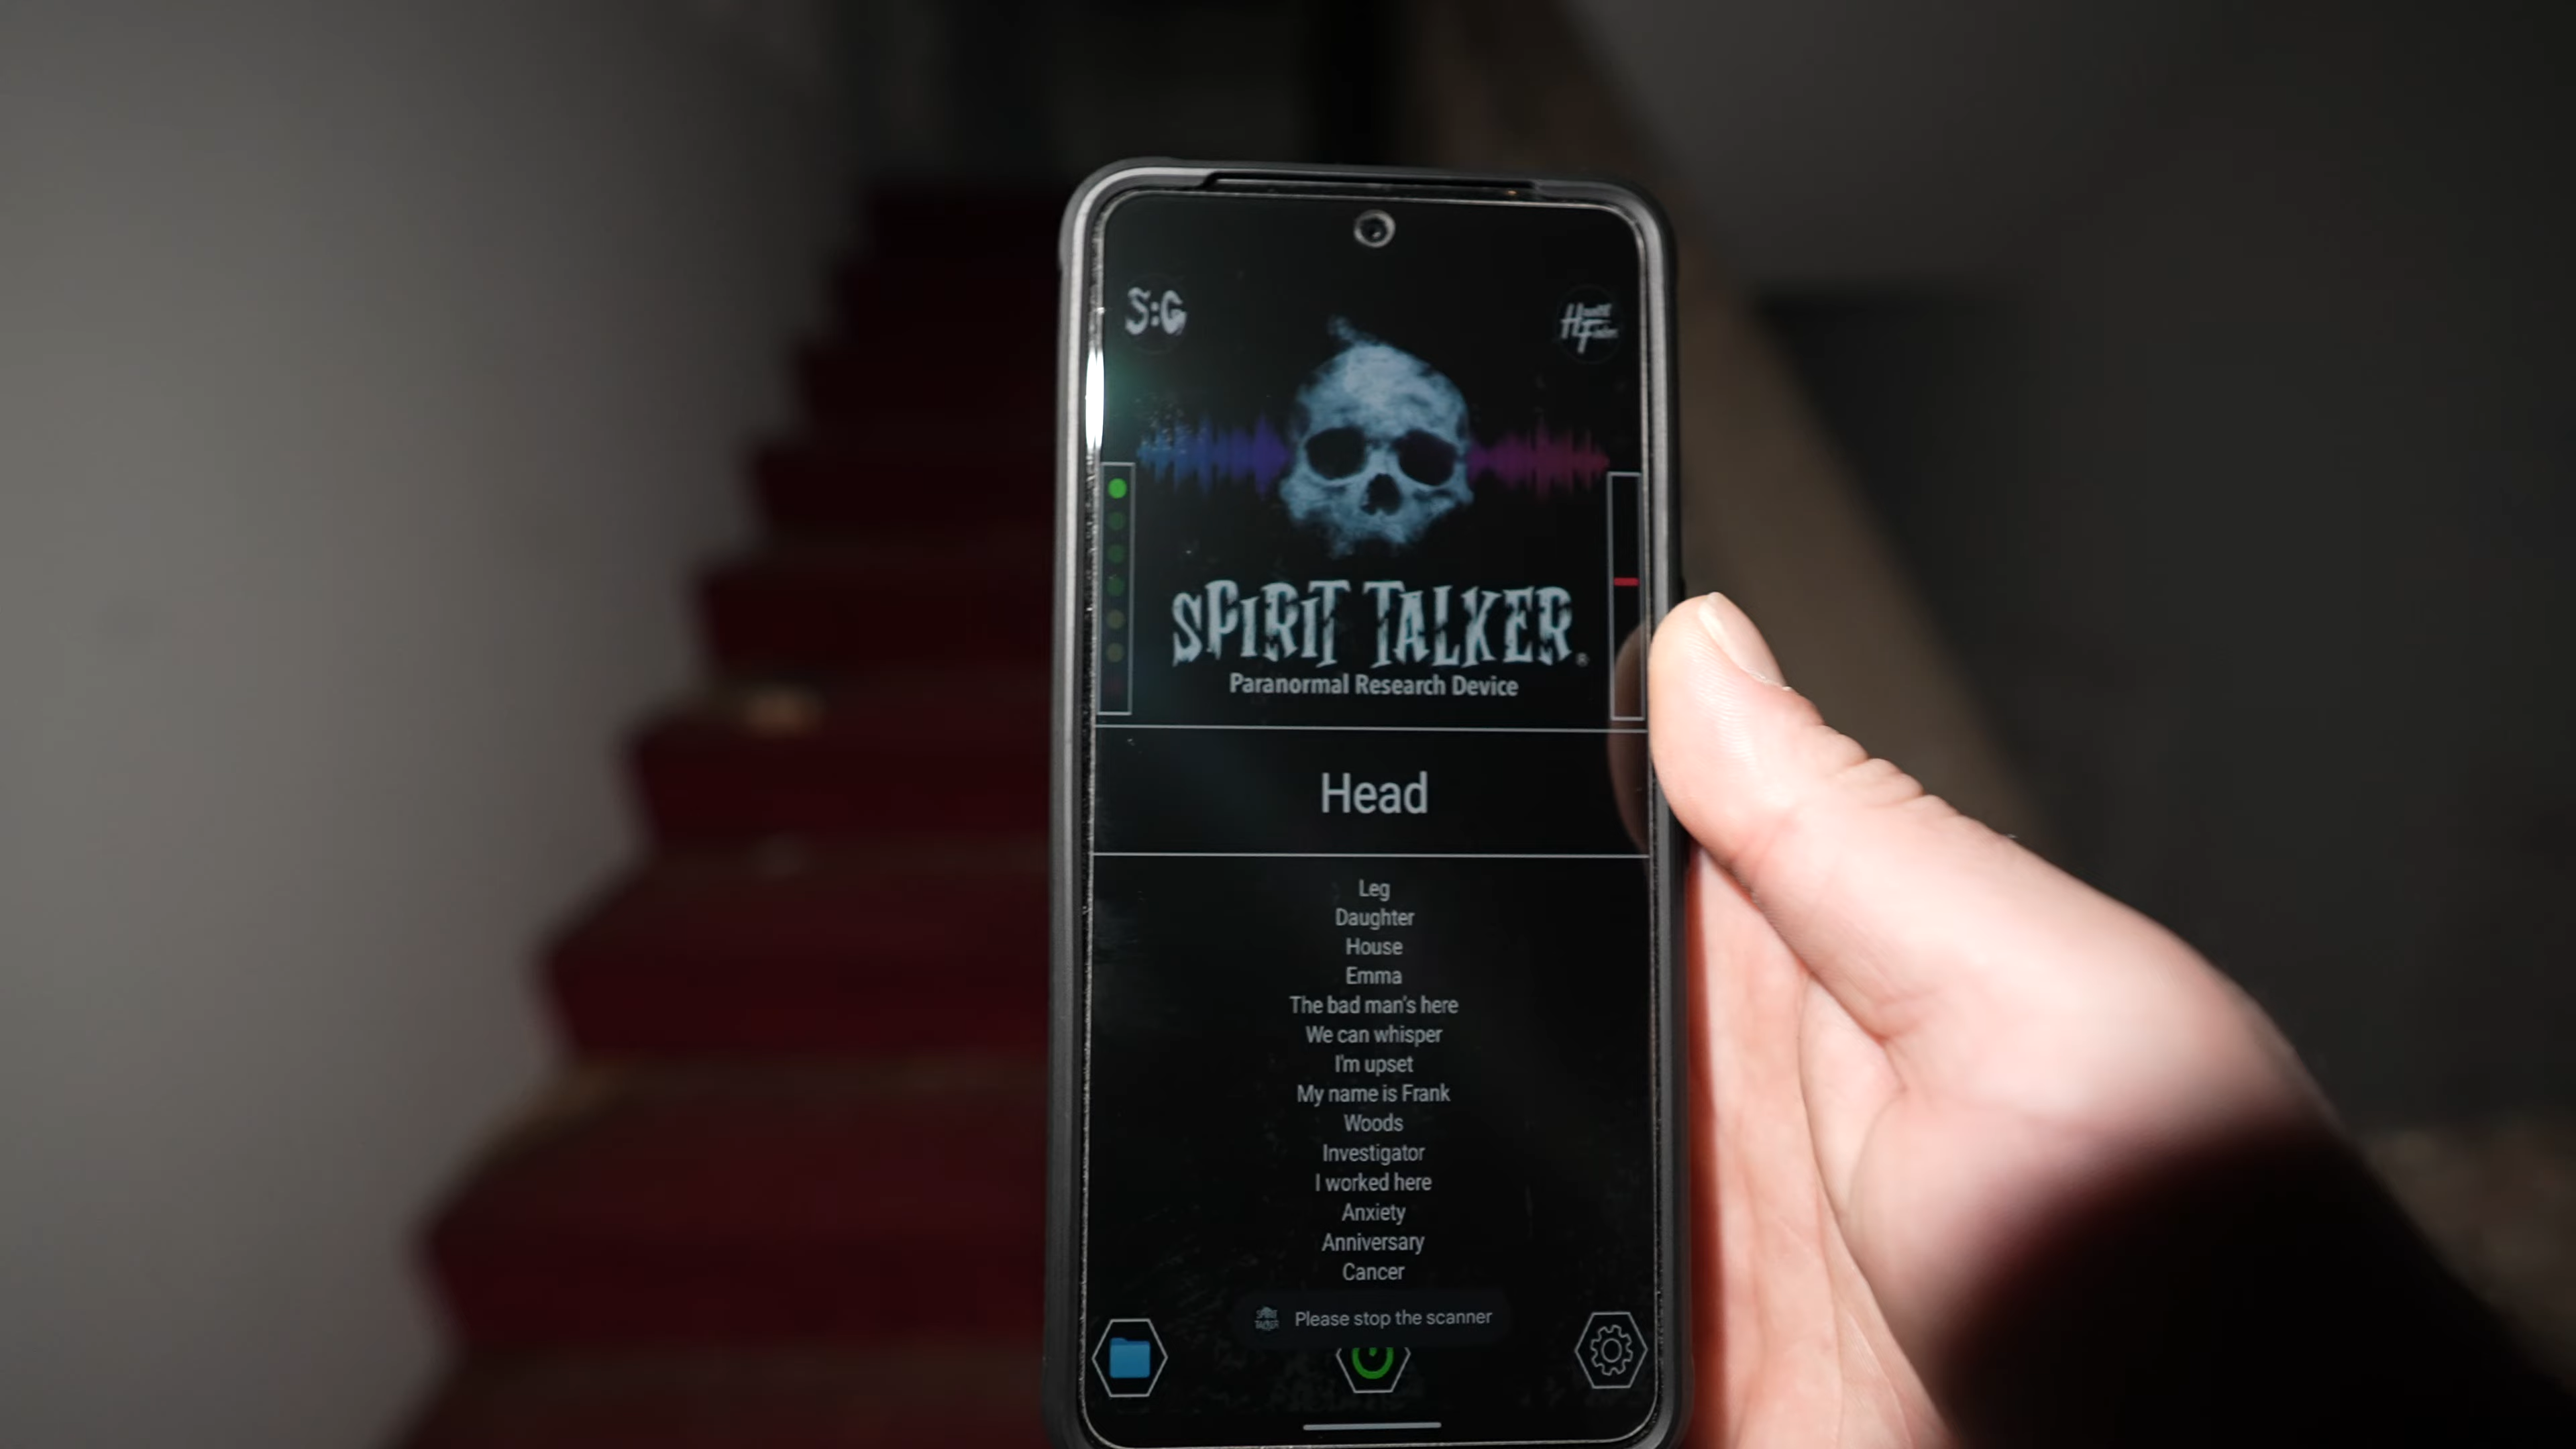 S:G
SPIRIT TALKER®
Paranormal Research Device
Head
Leg
Daughter
House
Emma
The bad man's here
We can whisper
I'm upset
My name is Frank
Woods
Investigator
I worked here
Anxiety
Anniversary
Cancer
Please stop the scanner